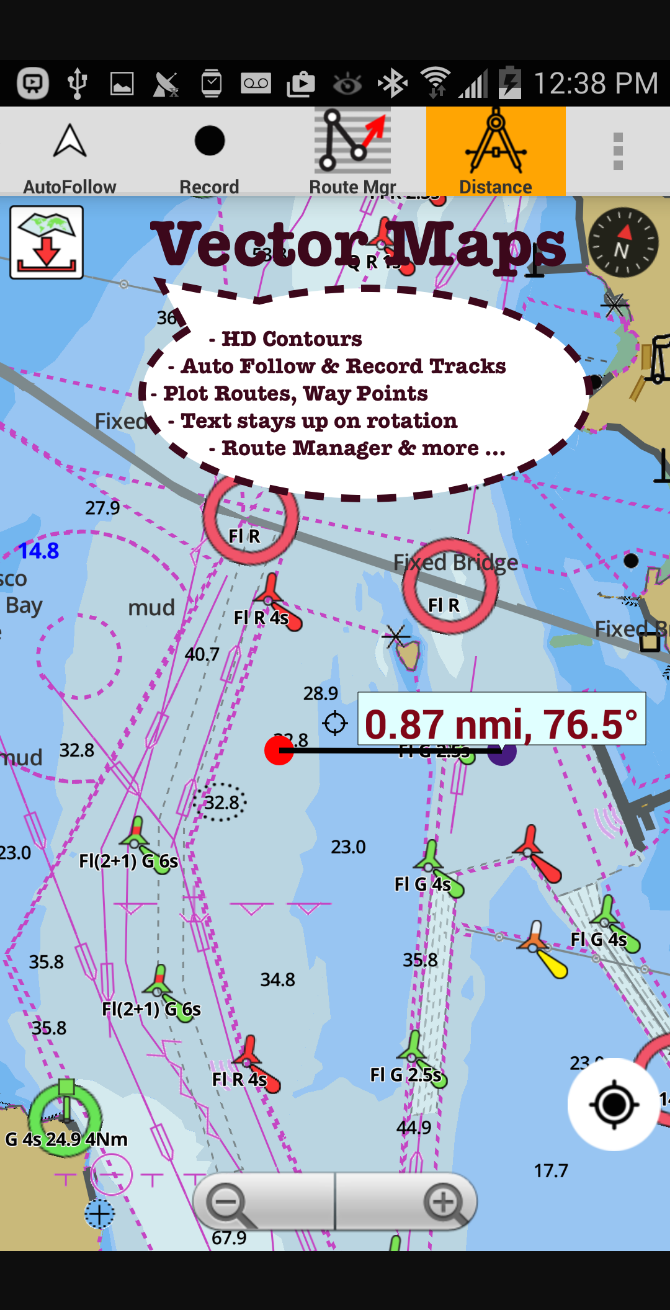 12:38 PM
AutoFollow
Record
Route Mgr
Distance
Vector Maps
N
Q R 1s
36
- HD Contours
- Auto Follow & Record Tracks
- Plot Routes, Way Points
- Text stays up on rotation
- Route Manager & more ...
Fixed
27.9
Fl R
14.8
Fixed Bridge
sco
Bay
mud
Fl R
Fl R 4s
Fixed B
40.7
28.9
0.87 nmi, 76.5°
32.8
mud
32.8
Fl G 2.5s
32.8
23.0
23.0
Fl(2+1) G 6s
Fl G 4s
Fl G 4s
35.8
35.8
34.8
Fl(2+1) G 6s
35.8
Fl R 4s
Fl G 2.5s
23.0
G 4s 24.9 4Nm
44.9
17.7
67.9